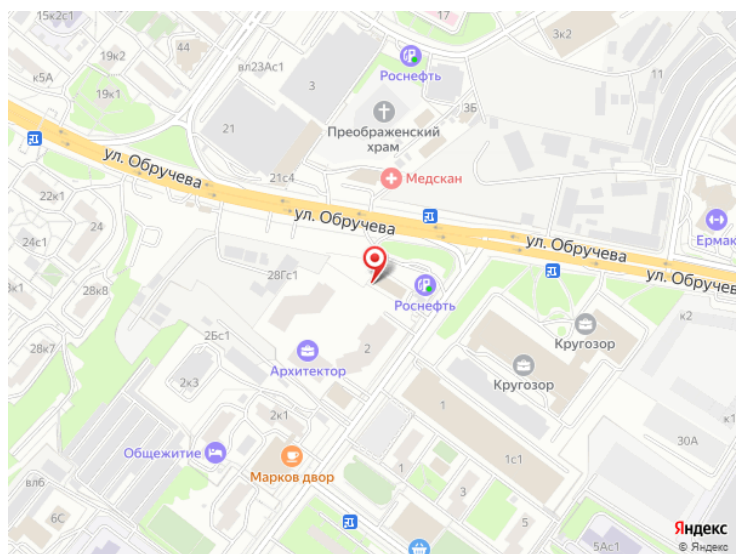 15к2с1
44
вл23Ас1
3
Роснефть
17
3к2
19к2
к5А
19к1
11
3Б
Преображенский
храм
21
21с4
Медскан
ул. Обручева
ул. Обручева
ул. Обручева
ул. Обручев
Ермак
22к1
24
24с1
28к8
28Гс1
Роснефть
к2
28к7
2Бс1
2
Архитектор
Кругозор
Кругозор
2к3
2к1
1
к1
30А
Общежитие
Марков двор
1с1
1
3
5
вл6
6С
5Ас1
Яндекс
© Яндекс